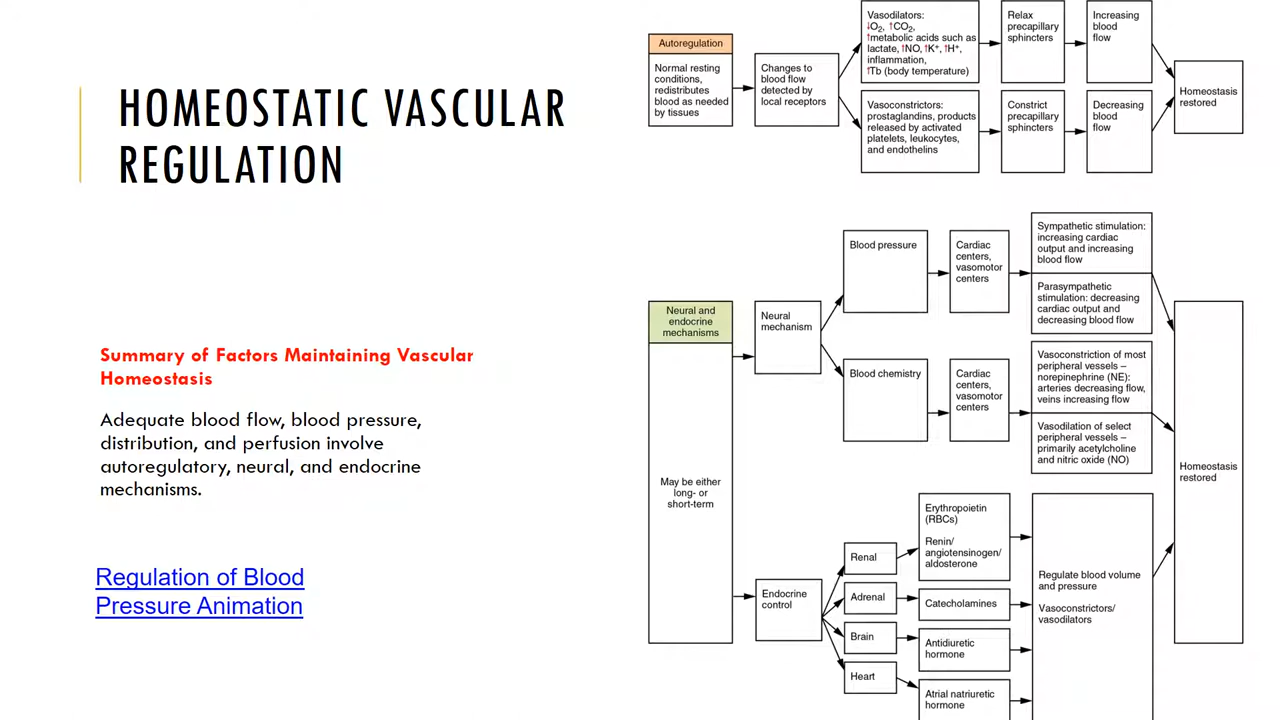 HOMEOSTATIC VASCULAR
REGULATION
Summary of Factors Maintaining Vascular
Homeostasis
Adequate blood flow, blood pressure,
distribution, and perfusion involve
autoregulatory, neural, and endocrine
mechanisms.
Regulation of Blood
Pressure Animation
Autoregulation
Normal resting
conditions,
redistributes
blood as needed
by tissues
Changes to
blood flow
detected by
local receptors
Vasodilators:
↓O₂, ↑CO₂,
↑metabolic acids such as
lactate, ↑NO, ↑K⁺, ↑H⁺,
inflammation,
↑Tb (body temperature)
Relax
precapillary
sphincters
Increasing
blood
flow
Vasoconstrictors:
prostaglandins, products
released by activated
platelets, leukocytes,
and endothelins
Constrict
precapillary
sphincters
Decreasing
blood
flow
Homeostasis
restored
Neural and
endocrine
mechanisms
May be either
long- or
short-term
Neural
mechanism
Blood pressure
Cardiac
centers,
vasomotor
centers
Sympathetic stimulation:
increasing cardiac
output and increasing
blood flow
Parasympathetic
stimulation: decreasing
cardiac output and
decreasing blood flow
Blood chemistry
Cardiac
centers,
vasomotor
centers
Vasoconstriction of most
peripheral vessels –
norepinephrine (NE):
arteries decreasing flow,
veins increasing flow
Vasodilation of select
peripheral vessels –
primarily acetylcholine
and nitric oxide (NO)
Endocrine
control
Renal
Erythropoietin
(RBCs)
Renin/
angiotensinogen/
aldosterone
Adrenal
Catecholamines
Brain
Antidiuretic
hormone
Heart
Atrial natriuretic
hormone
Regulate blood volume
and pressure
Vasoconstrictors/
vasodilators
Homeostasis
restored